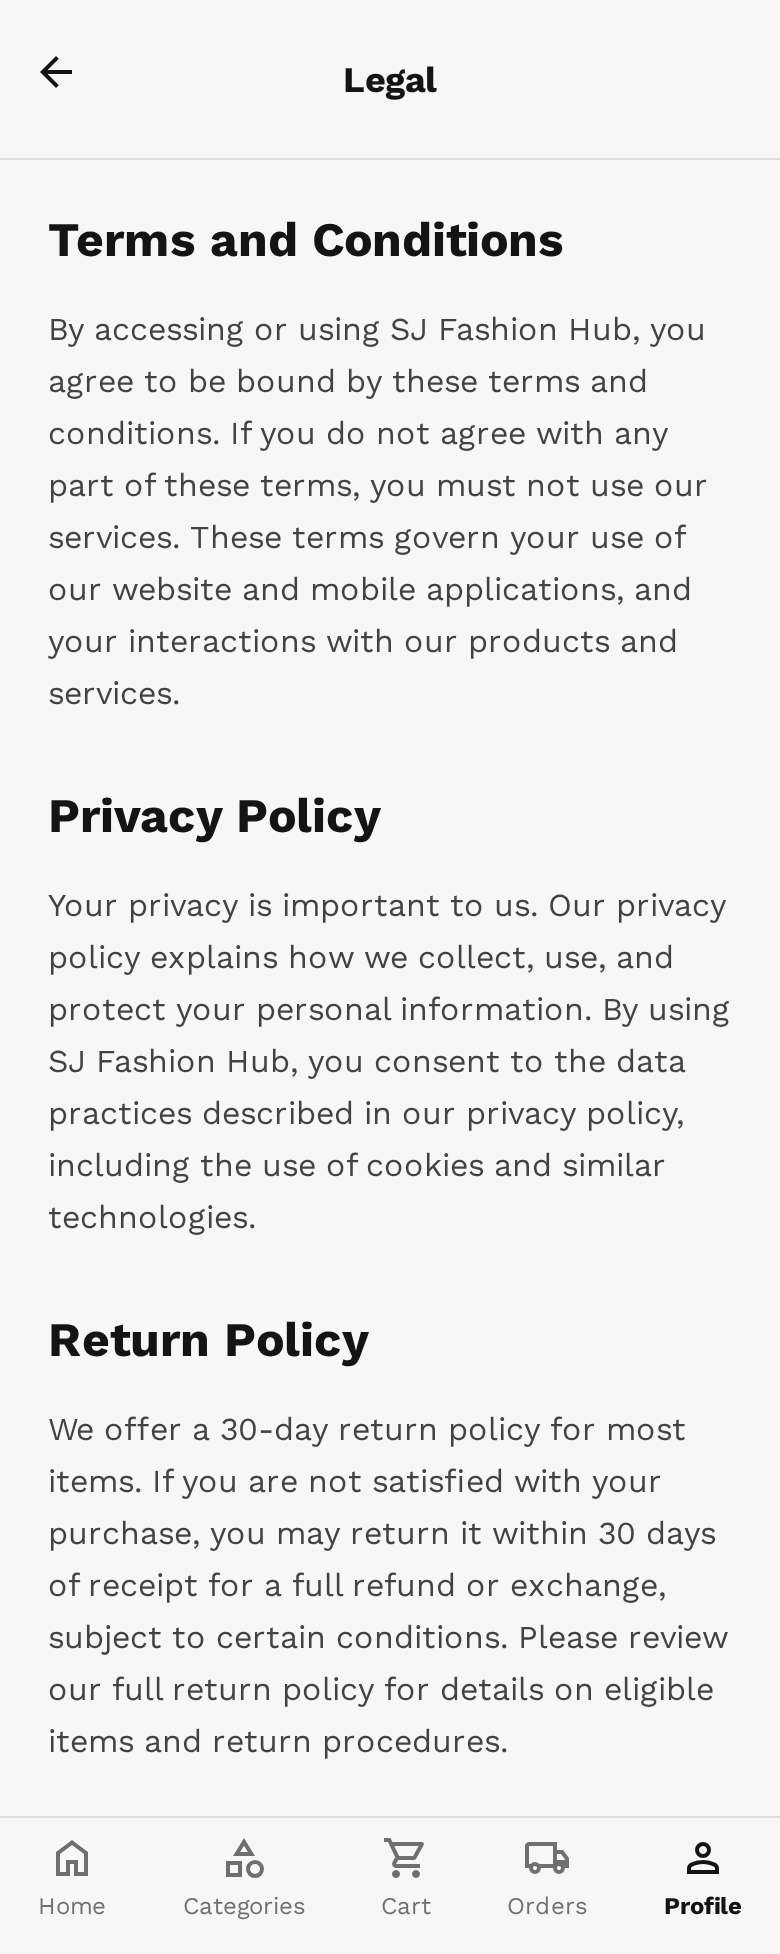 Legal
Terms and Conditions
By accessing or using SJ Fashion Hub, you
agree to be bound by these terms and
conditions. If you do not agree with any
part of these terms, you must not use our
services. These terms govern your use of
our website and mobile applications, and
your interactions with our products and
services.
Privacy Policy
Your privacy is important to us. Our privacy
policy explains how we collect, use, and
protect your personal information. By using
SJ Fashion Hub, you consent to the data
practices described in our privacy policy,
including the use of cookies and similar
technologies.
Return Policy
We offer a 30-day return policy for most
items. If you are not satisfied with your
purchase, you may return it within 30 days
of receipt for a full refund or exchange,
subject to certain conditions. Please review
our full return policy for details on eligible
items and return procedures.
Home Categories Cart Orders Profile